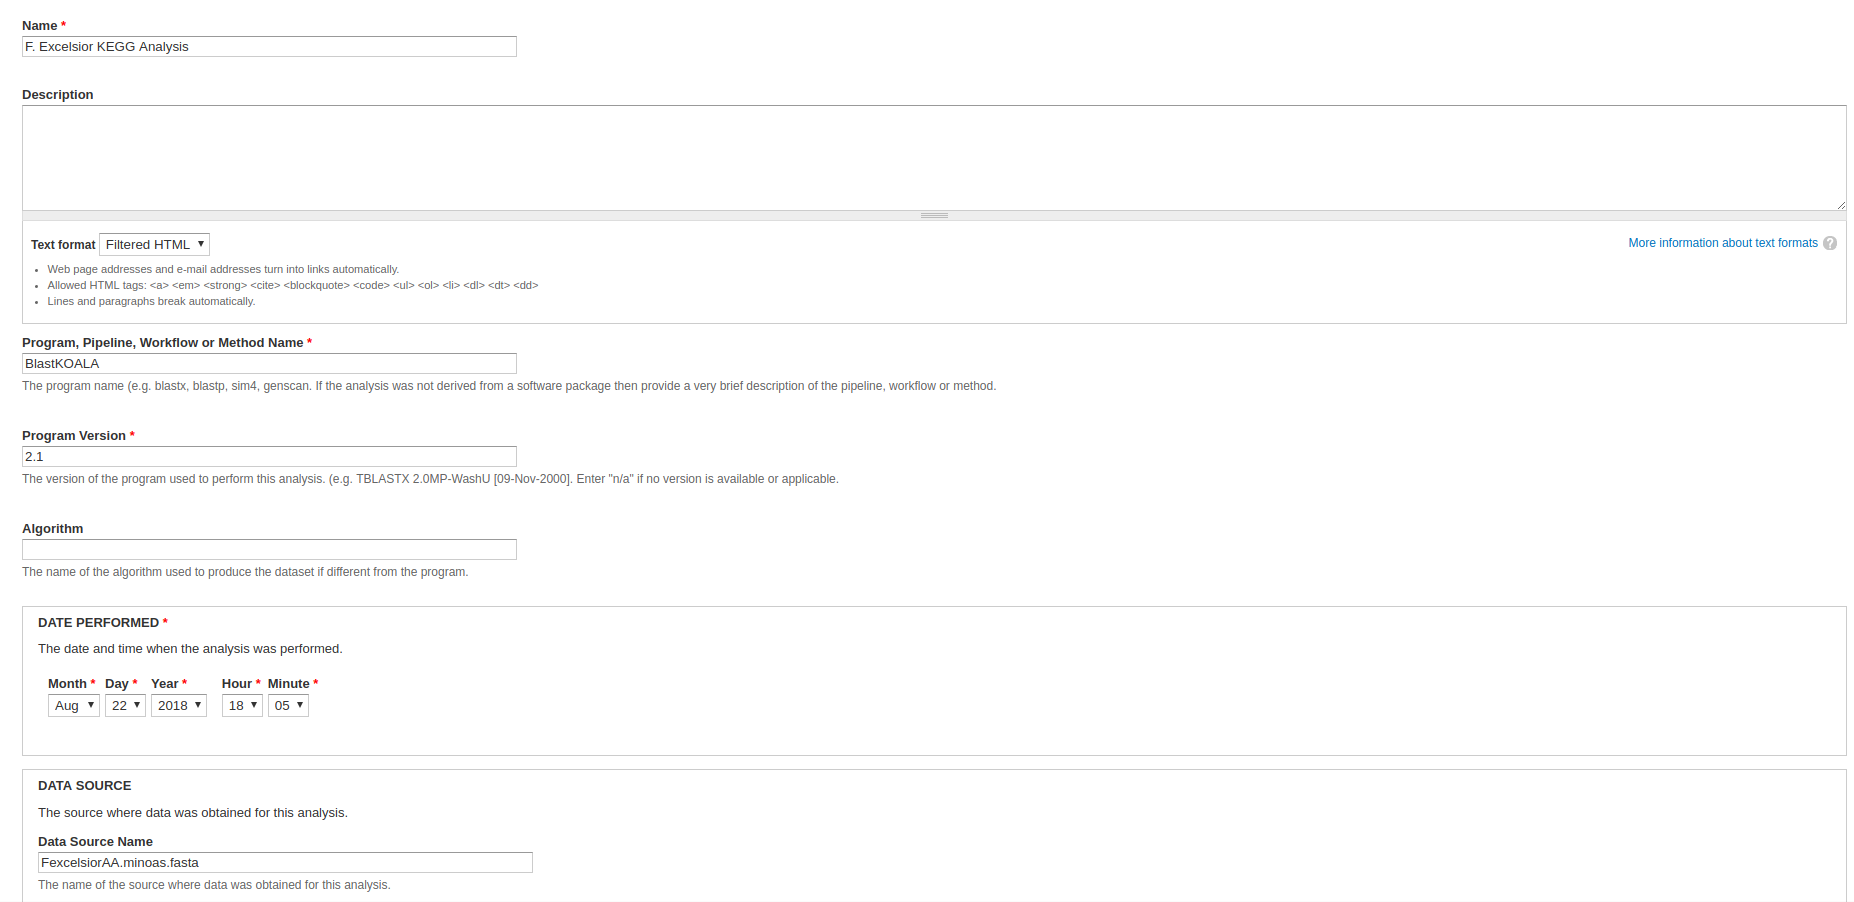 Name *
F. Excelsior KEGG Analysis
Description
Text format Filtered HTML
More information about text formats ?
Web page addresses and e-mail addresses turn into links automatically.
Allowed HTML tags: <a> <em> <strong> <cite> <blockquote> <code> <ul> <ol> <li> <dl> <dt> <dd>
Lines and paragraphs break automatically.
Program, Pipeline, Workflow or Method Name *
BlastKOALA
The program name (e.g. blastx, blastp, sim4, genscan. If the analysis was not derived from a software package then provide a very brief description of the pipeline, workflow or method.
Program Version *
2.1
The version of the program used to perform this analysis. (e.g. TBLASTX 2.0MP-WashU [09-Nov-2000]. Enter "n/a" if no version is available or applicable.
Algorithm
The name of the algorithm used to produce the dataset if different from the program.
DATE PERFORMED *
The date and time when the analysis was performed.
Month * Day * Year * Hour * Minute *
Aug 22 2018 18 05
DATA SOURCE
The source where data was obtained for this analysis.
Data Source Name
FexcelsiorAA.minoas.fasta
The name of the source where data was obtained for this analysis.